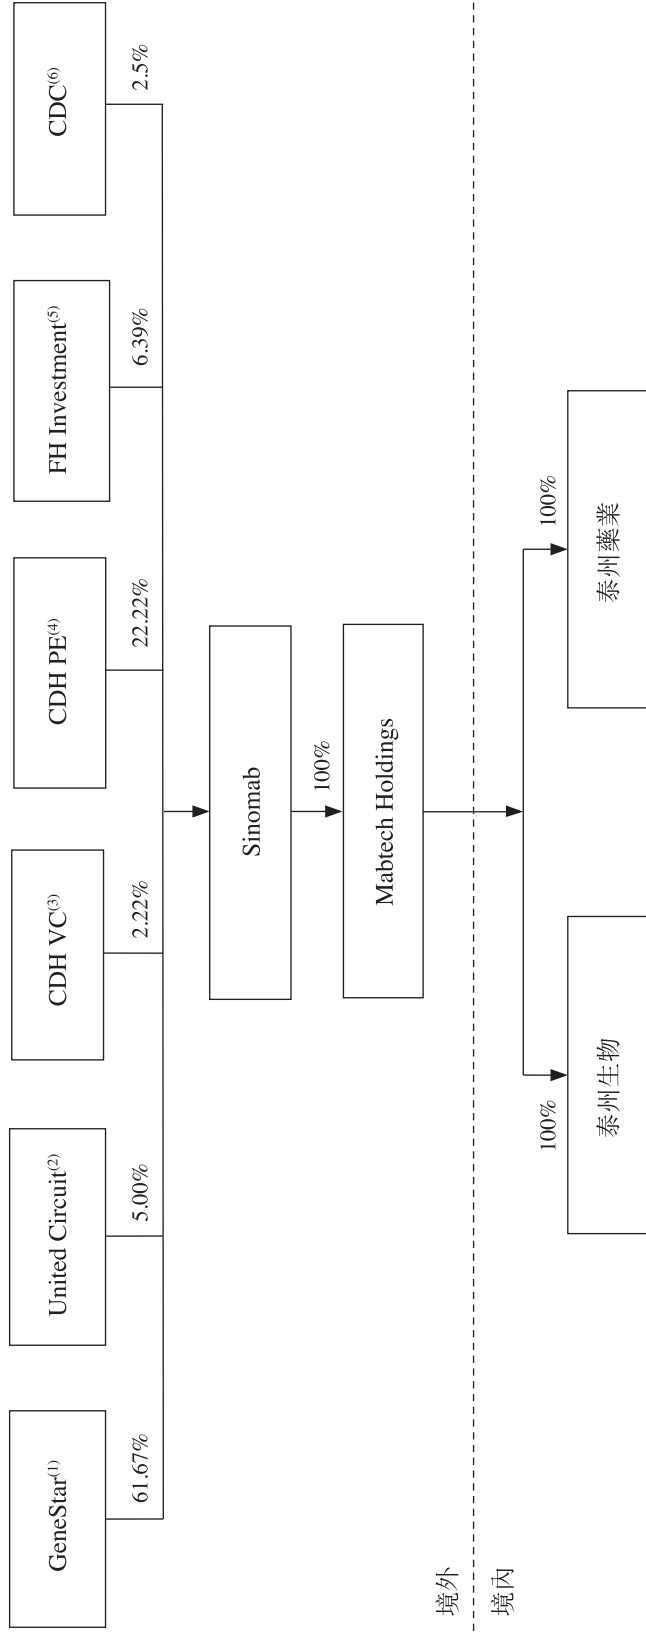 GeneStar(1)
United Circuit(2)
CDH VC(3)
CDH PE(4)
FH Investment(5)
CDC(6)
61.67%
5.00%
2.22%
22.22%
6.39%
2.5%
Sinomab
100%
Mabtech Holdings
境外
境內
100%
100%
泰州生物
泰州藥業